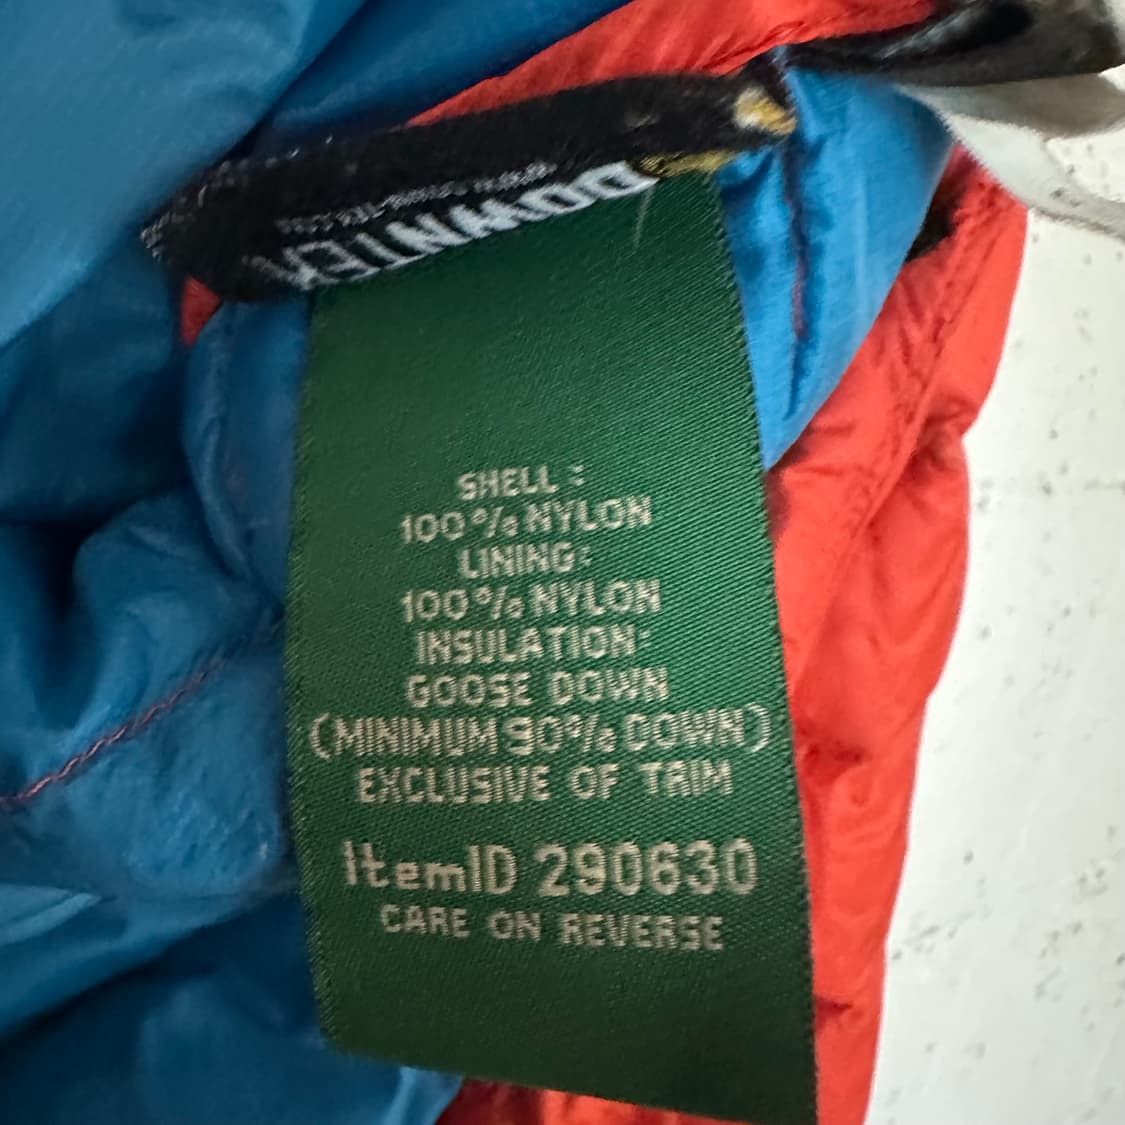 DOWNTEK
SHELL :
100% NYLON
LINING:
100% NYLON
INSULATION:
GOOSE DOWN
(MINIMUM 90% DOWN)
EXCLUSIVE OF TRIM
ItemID 290630
CARE ON REVERSE